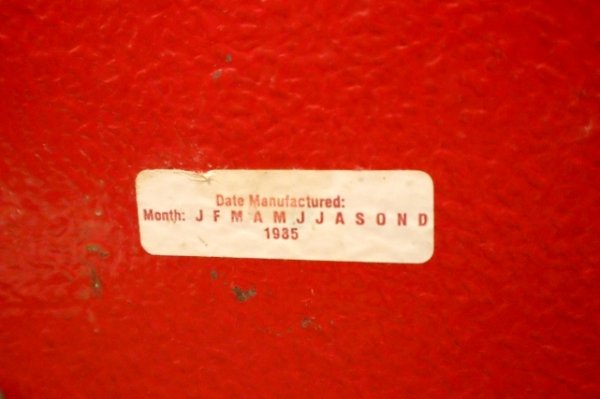 Date Manufactured:
Month: J F M A M J J A S O N D
1985